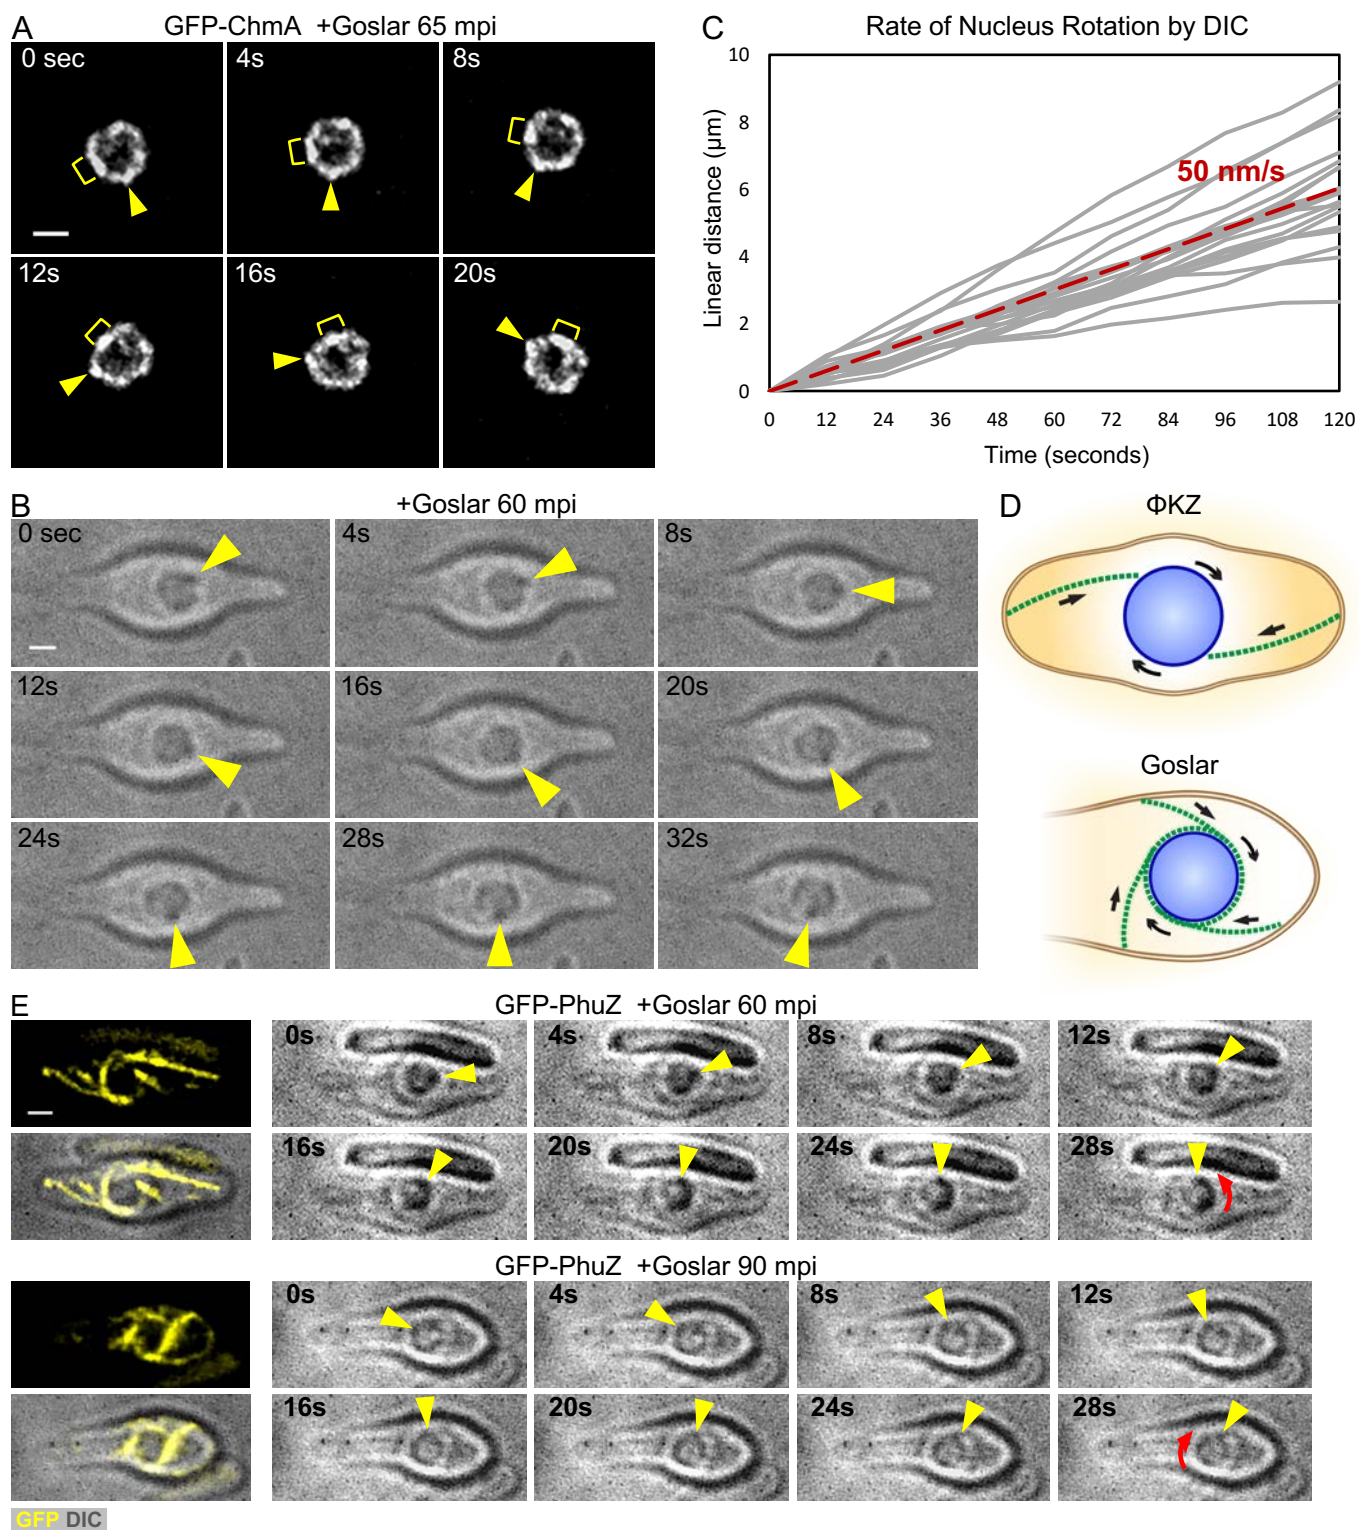 A
GFP-ChmA +Goslar 65 mpi
0 sec
4s
8s
12s
16s
20s
B
+Goslar 60 mpi
0 sec
4s
8s
12s
16s
20s
24s
28s
32s
C
Rate of Nucleus Rotation by DIC
Linear distance (µm)
10
8
6
4
2
0
50 nm/s
0 12 24 36 48 60 72 84 96 108 120
Time (seconds)
D
ΦKZ
Goslar
E
GFP-PhuZ +Goslar 60 mpi
0s
4s
8s
12s
16s
20s
24s
28s
GFP-PhuZ +Goslar 90 mpi
0s
4s
8s
12s
16s
20s
24s
28s
GFP DIC